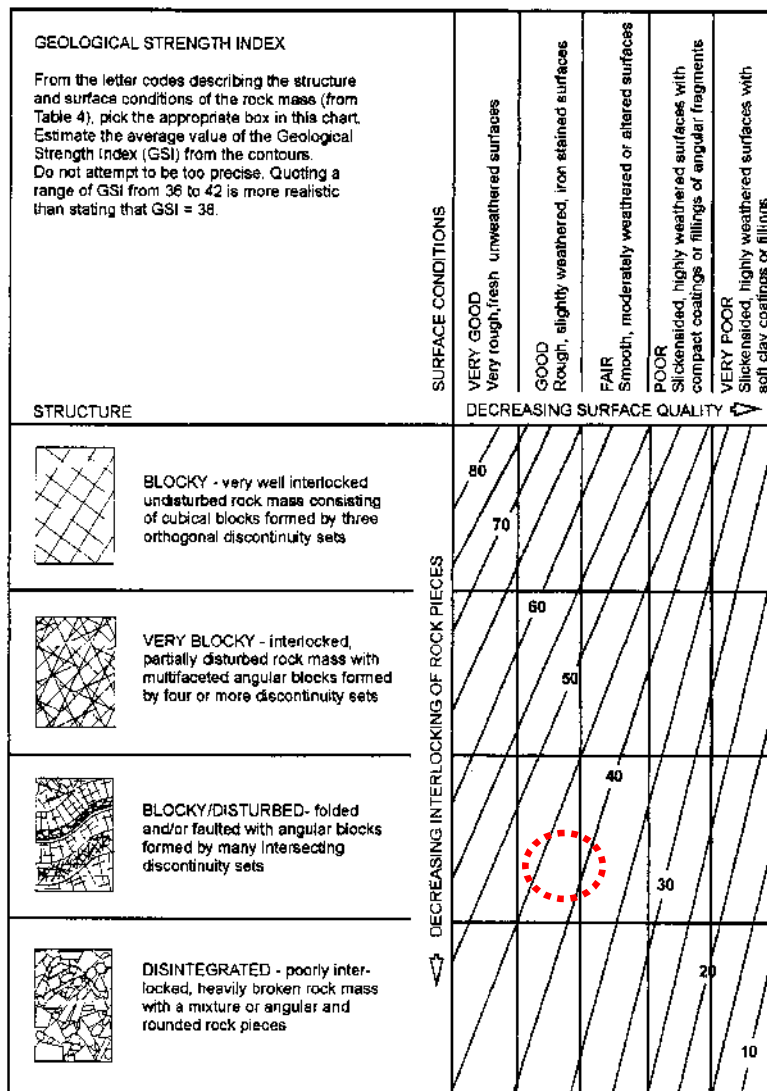 GEOLOGICAL STRENGTH INDEX
From the letter codes describing the structure
and surface conditions of the rock mass (from
Table 4), pick the appropriate box in this chart.
Estimate the average value of the Geological
Strength Index (GSI) from the contours.
Do not attempt to be too precise. Quoting a
range of GSI from 36 to 42 is more realistic
than stating that GSI = 38.
STRUCTURE
SURFACE CONDITIONS
VERY GOOD
Very rough,fresh unweathered surfaces
GOOD
Rough, slightly weathered, iron stained surfaces
FAIR
Smooth, moderately weathered or altered surfaces
POOR
Slickensided, highly weathered surfaces with
compact coatings or fillings of angular fragments
VERY POOR
Slickensided, highly weathered surfaces with
soft clay coatings or fillings
DECREASING SURFACE QUALITY
BLOCKY - very well interlocked
undisturbed rock mass consisting
of cubical blocks formed by three
orthogonal discontinuity sets
VERY BLOCKY - interlocked,
partially disturbed rock mass with
multifaceted angular blocks formed
by four or more discontinuity sets
BLOCKY/DISTURBED- folded
and/or faulted with angular blocks
formed by many intersecting
discontinuity sets
DISINTEGRATED - poorly inter-
locked, heavily broken rock mass
with a mixture or angular and
rounded rock pieces
DECREASING INTERLOCKING OF ROCK PIECES
80
70
60
50
40
30
20
10